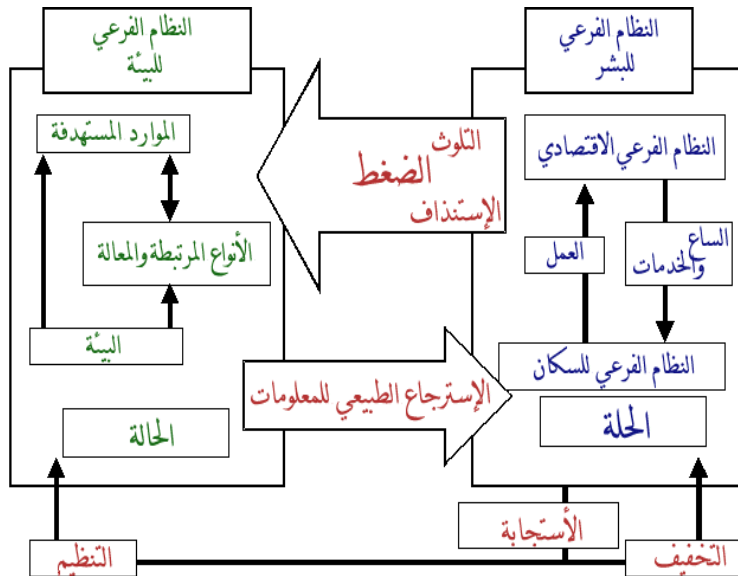 النظام الفرعي
للبشر
النظام الفرعي الاقتصادي
الساع
والخدمات
العمل
النظام الفرعي للسكان
الحلة
التلوث
الضغط
الإستنذاف
الإسترجاع الطبيعي للمعلومات
النظام الفرعي
للبيئة
الموارد المستهدفة
الأنواع المرتبطة والمعالة
البيئة
الحالة
الأستجابة
التخفيف
التنظيم